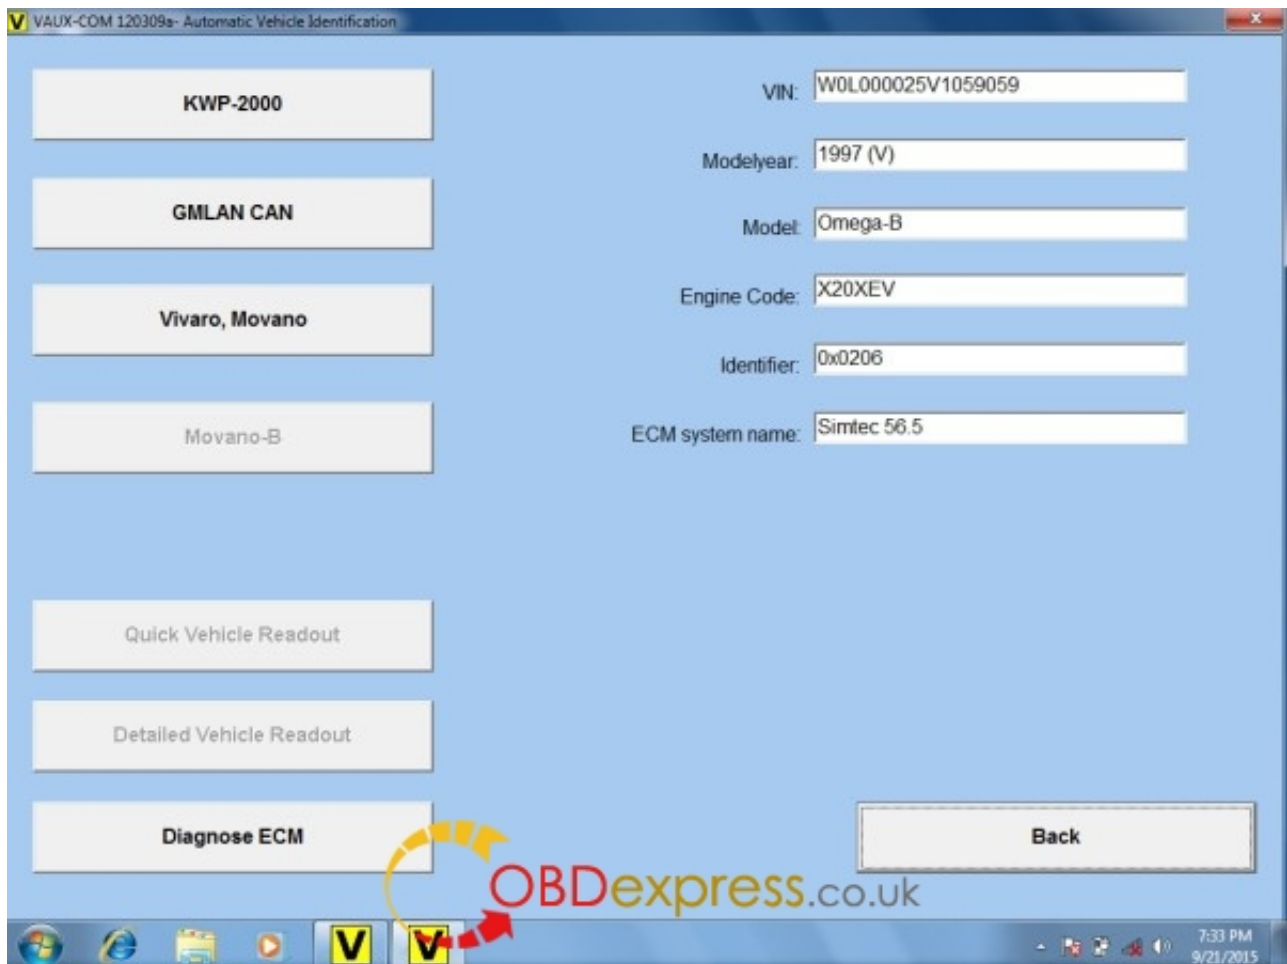 VAUX-COM 120309a- Automatic Vehicle Identification
KWP-2000
GMLAN CAN
Vivaro, Movano
Movano-B
Quick Vehicle Readout
Detailed Vehicle Readout
Diagnose ECM
VIN: W0L000025V1059059
Modelyear: 1997 (V)
Model: Omega-B
Engine Code: X20XEV
Identifier: 0x0206
ECM system name: Simtec 56.5
Back
OBDexpress.co.uk
7:33 PM
9/21/2015